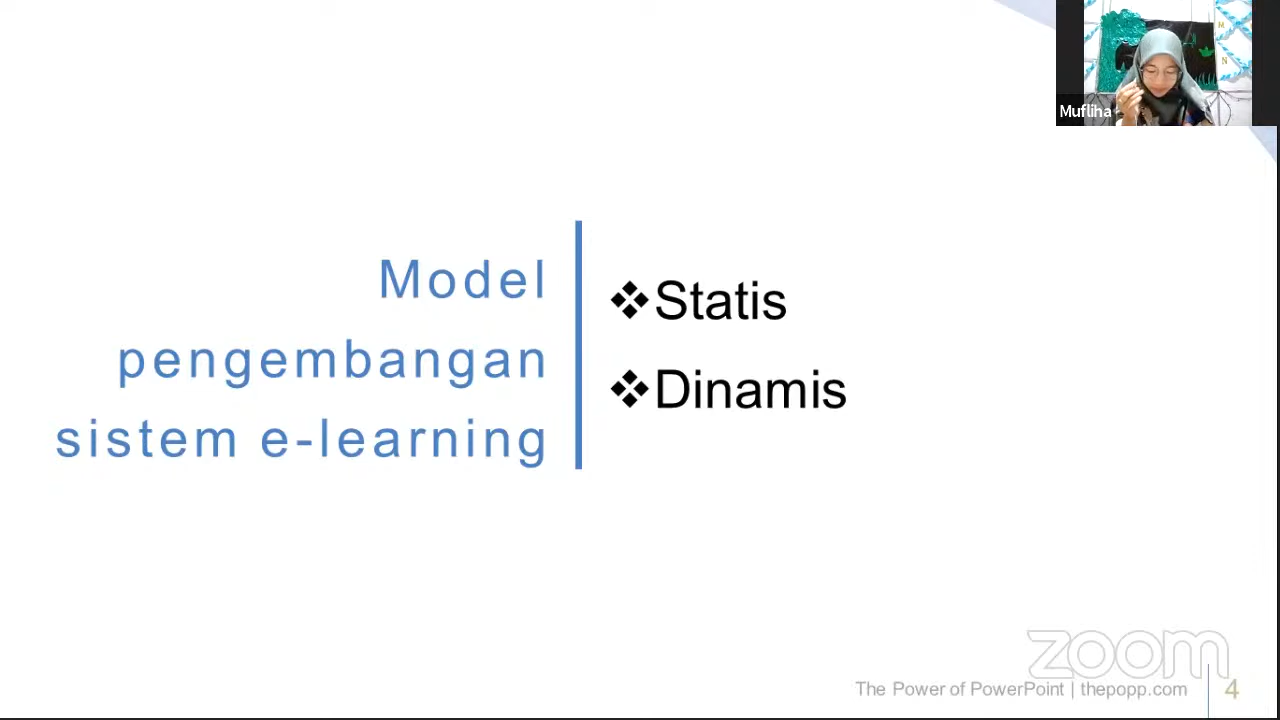 Mufliha
Model
pengembangan
sistem e-learning
❖Statis
❖Dinamis
zoom
The Power of PowerPoint | thepopp.com
4